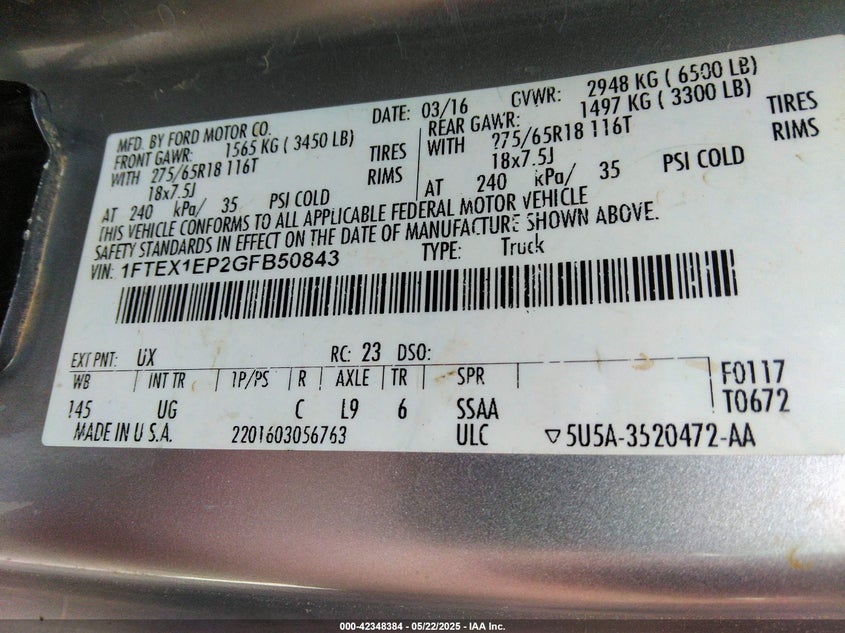 MFD. BY FORD MOTOR CO.
DATE: 03/16 GVWR: 2948 KG ( 6500 LB)
FRONT GAWR: 1565 KG ( 3450 LB)
REAR GAWR: 1497 KG ( 3300 LB)
WITH 275/65R18 116T TIRES
WITH 275/65R18 116T TIRES
18x7.5J RIMS
18x7.5J RIMS
AT 240 kPa/ 35 PSI COLD
AT 240 kPa/ 35 PSI COLD
THIS VEHICLE CONFORMS TO ALL APPLICABLE FEDERAL MOTOR VEHICLE
SAFETY STANDARDS IN EFFECT ON THE DATE OF MANUFACTURE SHOWN ABOVE.
VIN: 1FTEX1EP2GFB50843 TYPE: Truck
EXT PNT: UX RC: 23 DSO:
WB INT TR TP/PS R AXLE TR SPR F0117
145 UG C L9 6 SSAA T0672
MADE IN U.S.A. 2201603056763 ULC ▽5U5A-3520472-AA
000-42348384 - 05/22/2025 - IAA Inc.